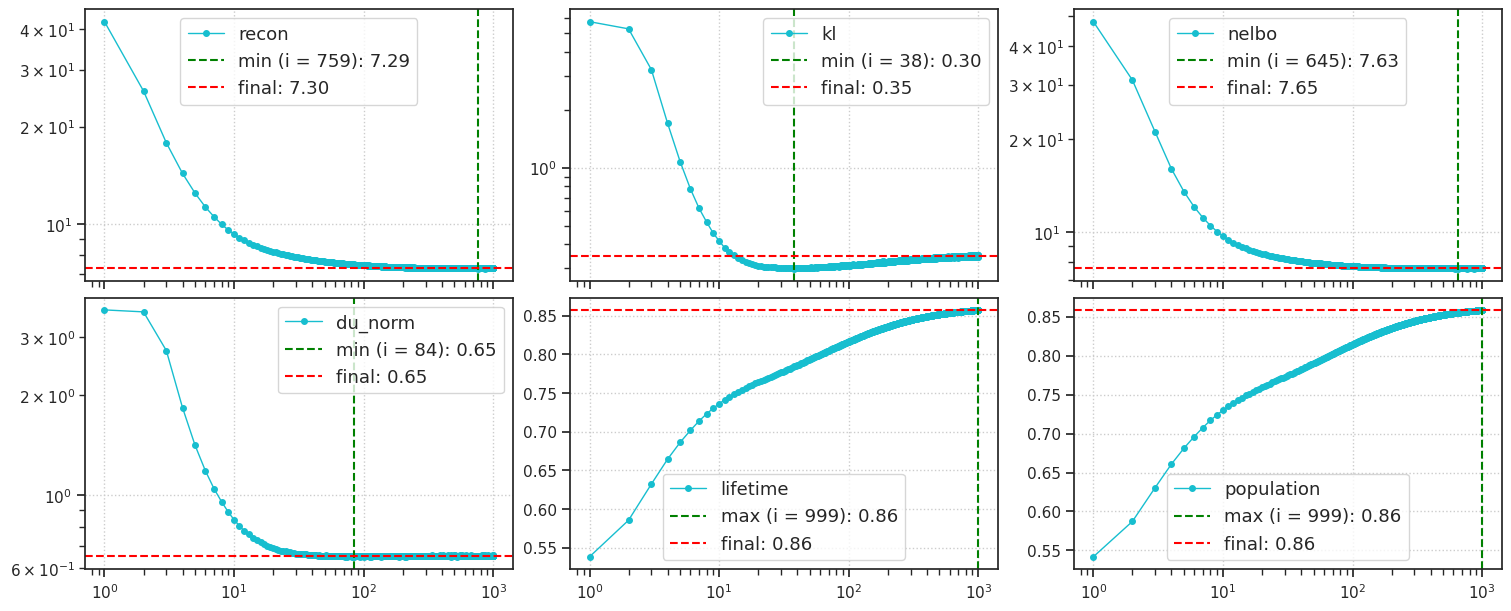 4 × 10¹
3 × 10¹
2 × 10¹
10¹
recon
min (i = 759): 7.29
final: 7.30
10⁰
kl
min (i = 38): 0.30
final: 0.35
4 × 10¹
3 × 10¹
2 × 10¹
10¹
nelbo
min (i = 645): 7.63
final: 7.65
3 × 10⁰
2 × 10⁰
10⁰
6 × 10⁻¹
du_norm
min (i = 84): 0.65
final: 0.65
10⁰ 10¹ 10² 10³
0.85
0.80
0.75
0.70
0.65
0.60
0.55
lifetime
max (i = 999): 0.86
final: 0.86
10⁰ 10¹ 10² 10³
0.85
0.80
0.75
0.70
0.65
0.60
0.55
population
max (i = 999): 0.86
final: 0.86
10⁰ 10¹ 10² 10³